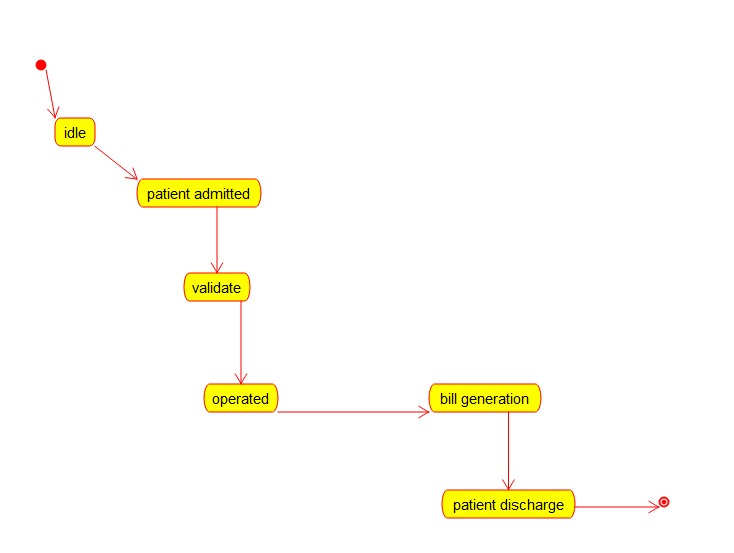 idle
patient admitted
validate
operated
bill generation
patient discharge